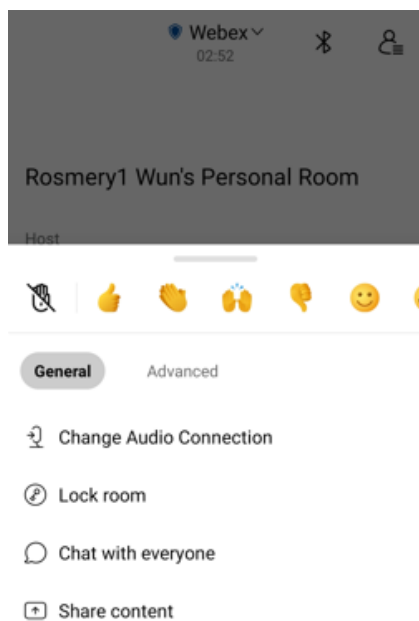 Webex
02:52
Rosmery1 Wun's Personal Room
Host
General Advanced
Change Audio Connection
Lock room
Chat with everyone
Share content